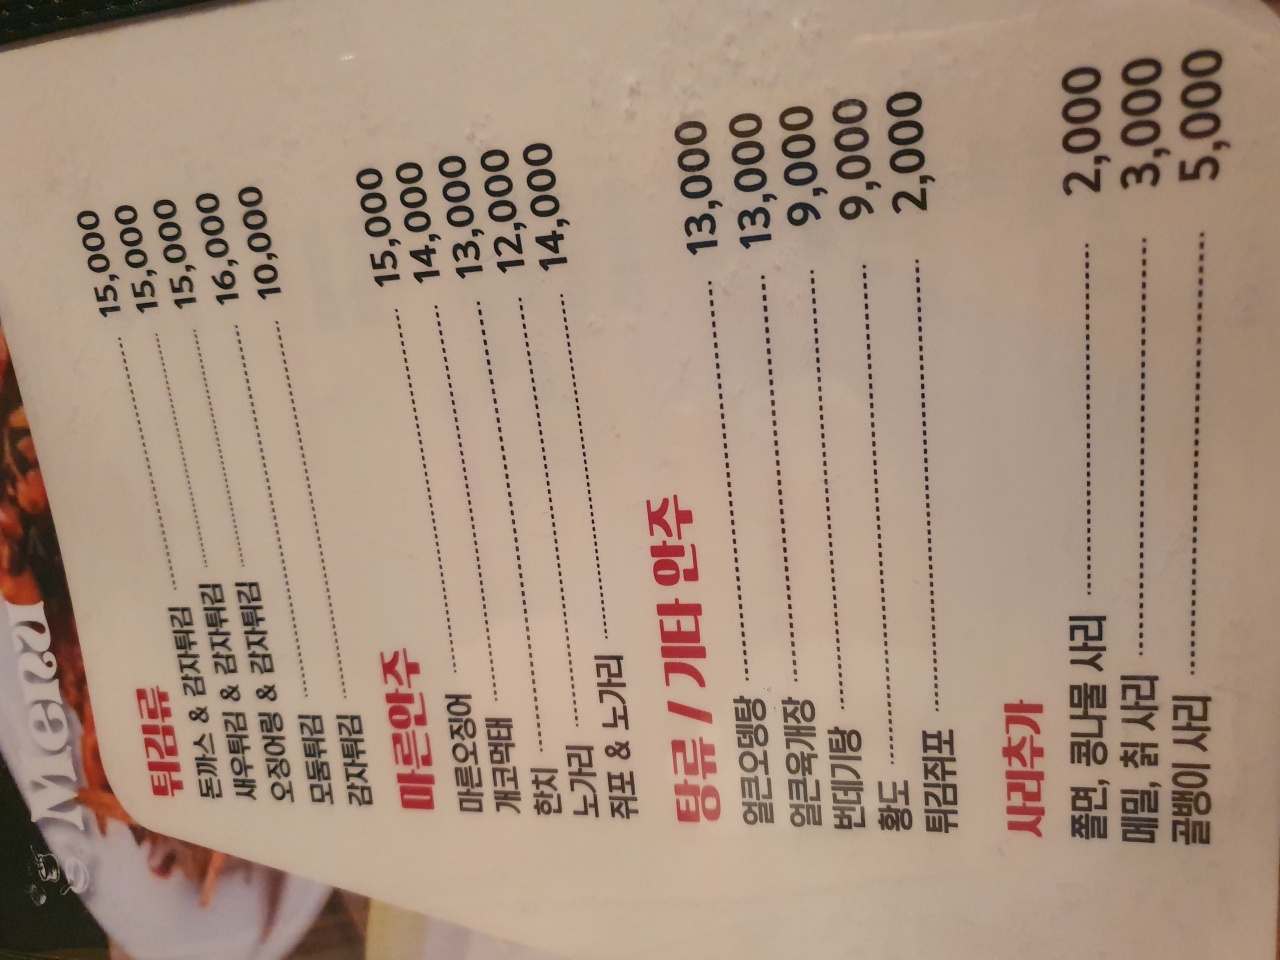 Menu
튀김류
돈까스 & 감자튀김 15,000
새우튀김 & 감자튀김 15,000
오징어링 & 감자튀김 15,000
모둠튀김 16,000
감자튀김 10,000
마른안주
마른오징어 15,000
개코먹태 14,000
한치 13,000
노가리 12,000
쥐포 & 노가리 14,000
탕류 / 기타 안주
얼큰오뎅탕 13,000
얼큰육개장 13,000
번데기탕 9,000
황도 9,000
튀김쥐포 2,000
사리추가
쫄면, 콩나물 사리 2,000
메밀, 칡 사리 3,000
골뱅이 사리 5,000